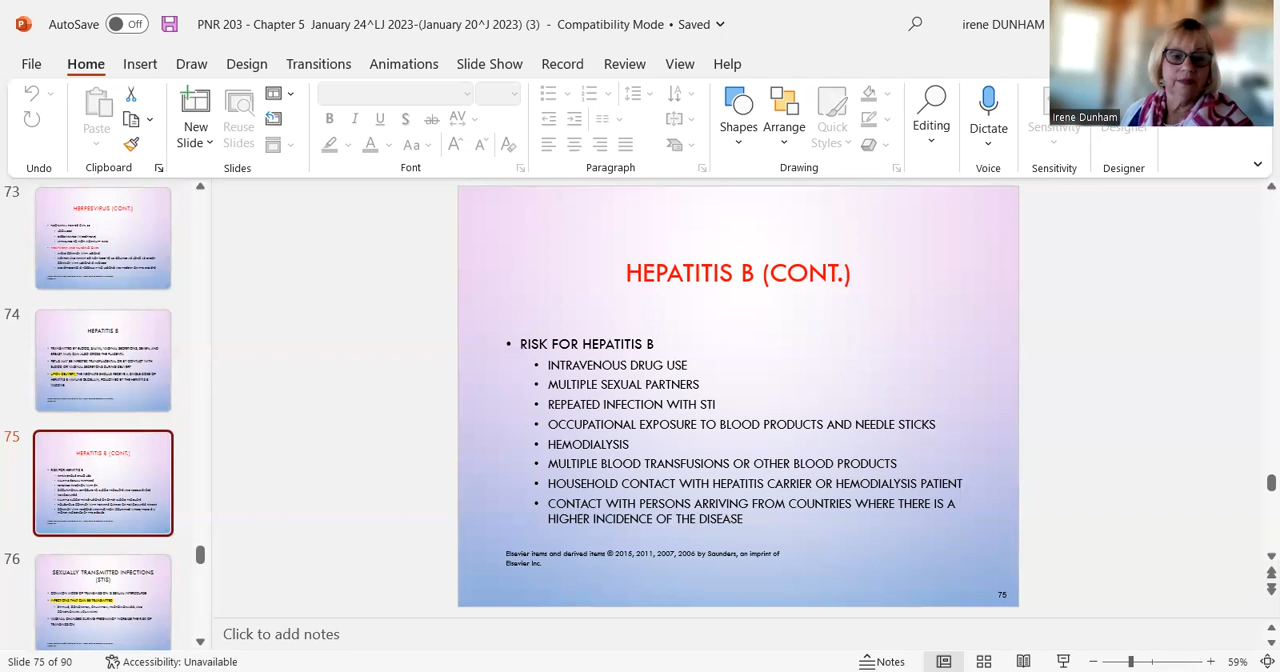 AutoSave Off PNR 203 - Chapter 5 January 24^LJ 2023-(January 20^J 2023) (3) - Compatibility Mode • Saved irene DUNHAM
File Home Insert Draw Design Transitions Animations Slide Show Record Review View Help
Irene Dunham
Paste New Slide Reuse Slides Shapes Arrange Quick Styles Editing Dictate Sensitivity Designer
Undo Clipboard Slides Font Paragraph Drawing Voice Sensitivity Designer
73
HERPESVIRUS (CONT.)
74
HEPATITIS B
75
HEPATITIS B (CONT.)
RISK FOR HEPATITIS B
76
SEXUALLY TRANSMITTED INFECTIONS
(STIS)
HEPATITIS B (CONT.)
• RISK FOR HEPATITIS B
• INTRAVENOUS DRUG USE
• MULTIPLE SEXUAL PARTNERS
• REPEATED INFECTION WITH STI
• OCCUPATIONAL EXPOSURE TO BLOOD PRODUCTS AND NEEDLE STICKS
• HEMODIALYSIS
• MULTIPLE BLOOD TRANSFUSIONS OR OTHER BLOOD PRODUCTS
• HOUSEHOLD CONTACT WITH HEPATITIS CARRIER OR HEMODIALYSIS PATIENT
• CONTACT WITH PERSONS ARRIVING FROM COUNTRIES WHERE THERE IS A
HIGHER INCIDENCE OF THE DISEASE
Elsevier items and derived items © 2015, 2011, 2007, 2006 by Saunders, an imprint of
Elsevier Inc.
75
Click to add notes
Slide 75 of 90 Accessibility: Unavailable Notes 59%